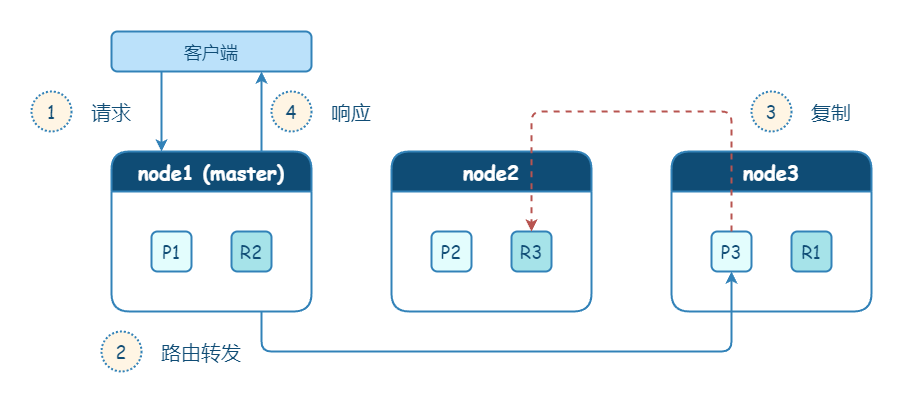 客户端
1 请求
4 响应
3 复制
node1 (master)
node2
node3
P1 R2
P2 R3
P3 R1
2 路由转发